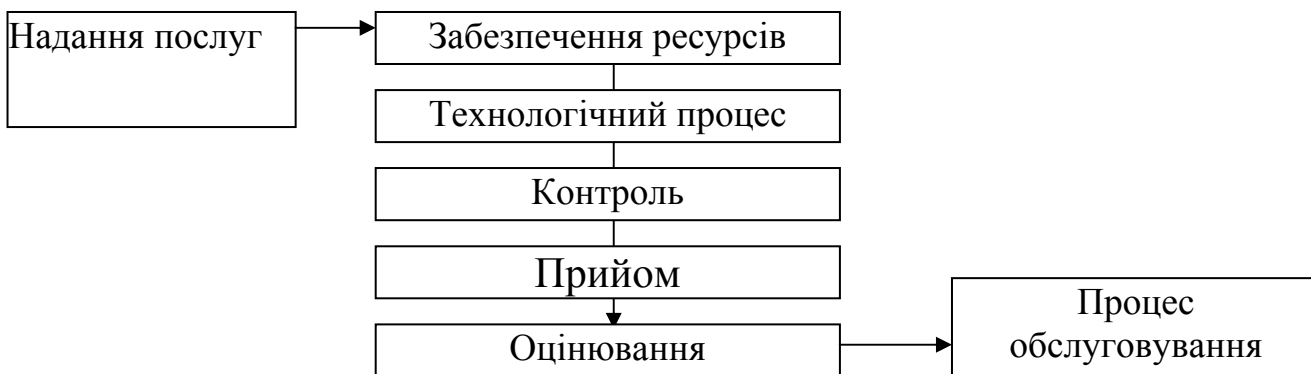 Надання послуг
Забезпечення ресурсів
Технологічний процес
Контроль
Прийом
Оцінювання
Процес
обслуговування